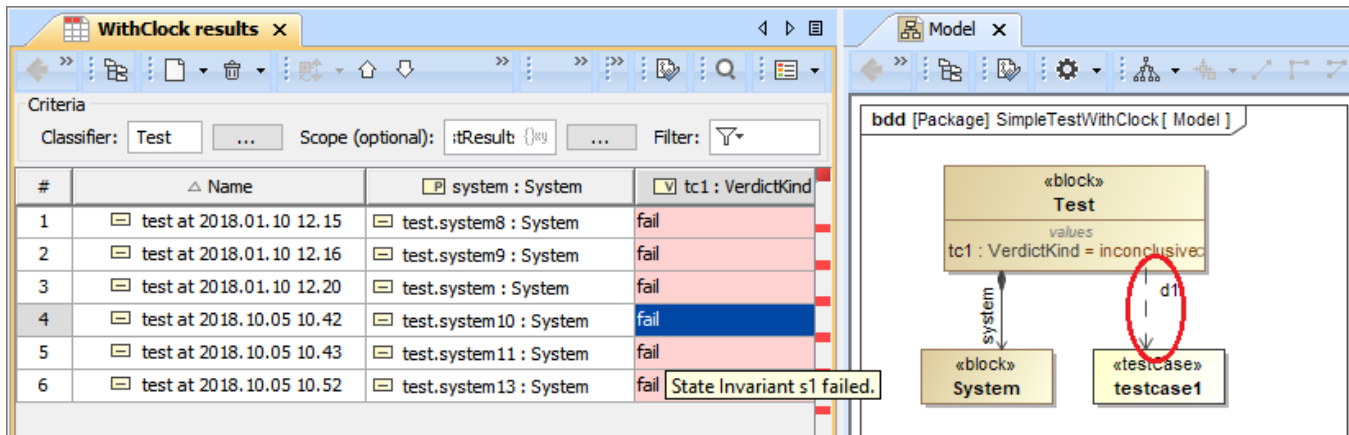 WithClock results
Criteria
Classifier: Test ... Scope (optional): :tResult: {}xy ... Filter:
# Name P system : System V tc1 : VerdictKind
1 test at 2018.01.10 12.15 test.system8 : System fail
2 test at 2018.01.10 12.16 test.system9 : System fail
3 test at 2018.01.10 12.20 test.system : System fail
4 test at 2018.10.05 10.42 test.system10 : System fail
5 test at 2018.10.05 10.43 test.system11 : System fail
6 test at 2018.10.05 10.52 test.system13 : System fail
State Invariant s1 failed.
Model
bdd [Package] SimpleTestWithClock [ Model ]
«block»
Test
values
tc1 : VerdictKind = inconclusive
d1
system
«block»
System
«testCase»
testcase1